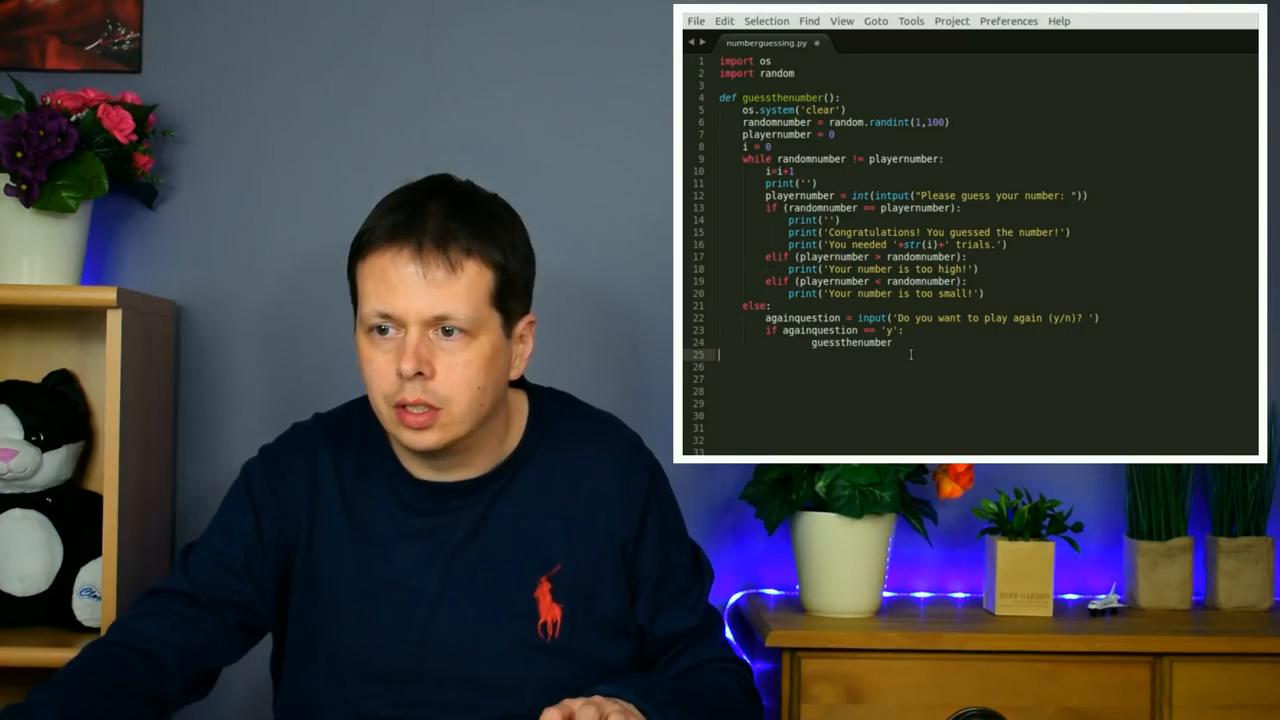 File Edit Selection Find View Goto Tools Project Preferences Help
numberguessing.py
1 import os
2 import random
3
4 def guessthenumber():
5 os.system('clear')
6 randomnumber = random.randint(1,100)
7 playernumber = 0
8 i = 0
9 while randomnumber != playernumber:
10 i=i+1
11 print('')
12 playernumber = int(intput("Please guess your number: "))
13 if (randomnumber == playernumber):
14 print('')
15 print('Congratulations! You guessed the number!')
16 print('You needed '+str(i)+' trials.')
17 elif (playernumber > randomnumber):
18 print('Your number is too high!')
19 elif (playernumber < randomnumber):
20 print('Your number is too small!')
21 else:
22 againquestion = input('Do you want to play again (y/n)? ')
23 if againquestion == 'y':
24 guessthenumber
25
26
27
28
29
30
31
32
33
HERB GARDEN